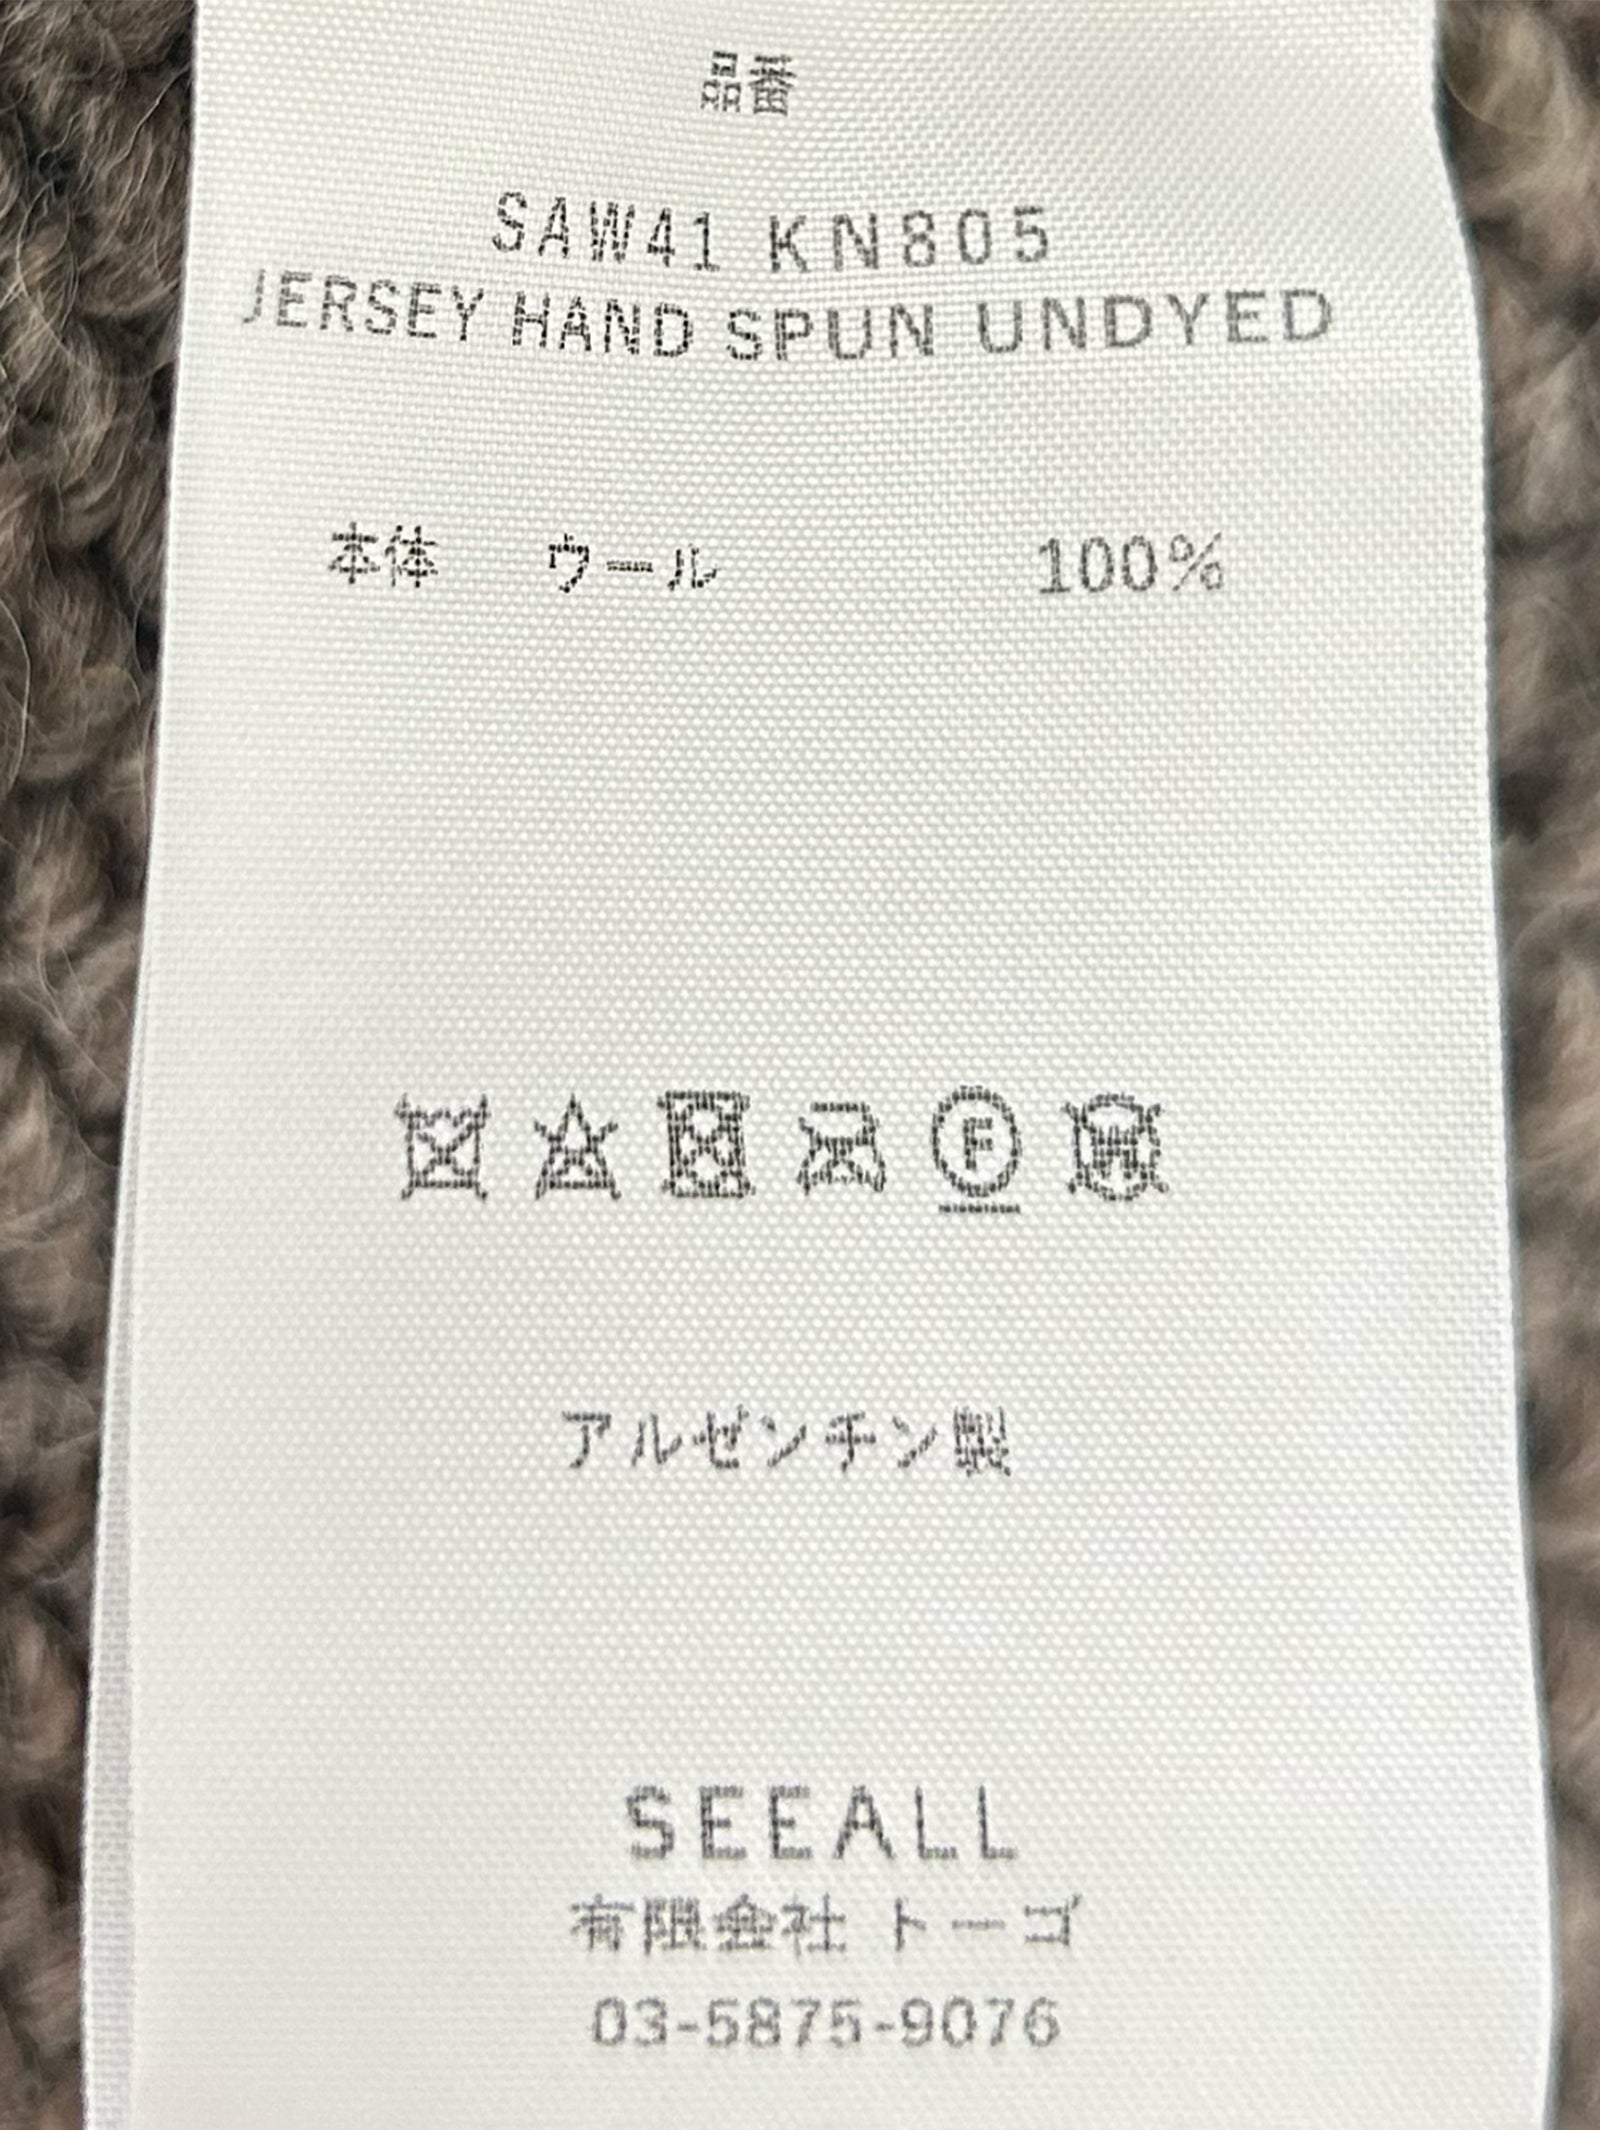 品番
SAW41 KN805
JERSEY HAND SPUN UNDYED
本体 ウール 100%
F
W
アルゼンチン製
SEEALL
有限会社 トーゴ
03-5875-9076